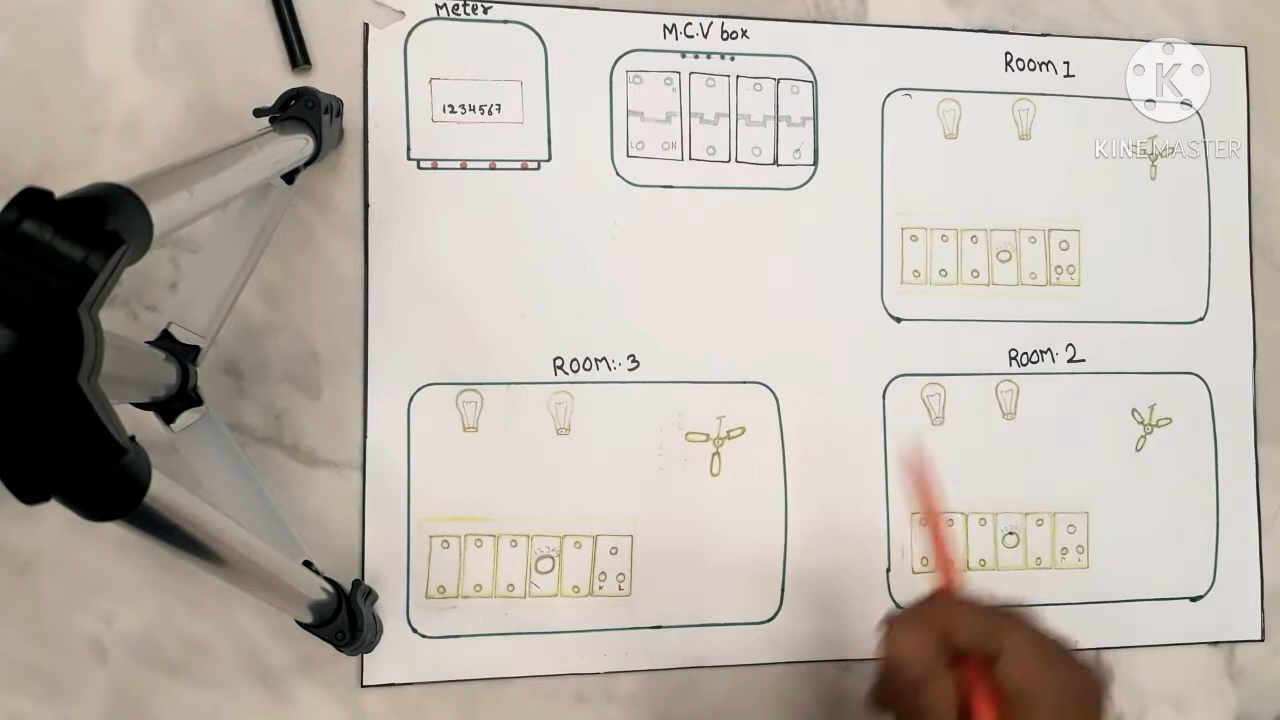 Meter
M.C.V box
Room 1
K
KINEMASTER
1234567
L
N
L
N
ROOM:·3
ROOM·2
N
L